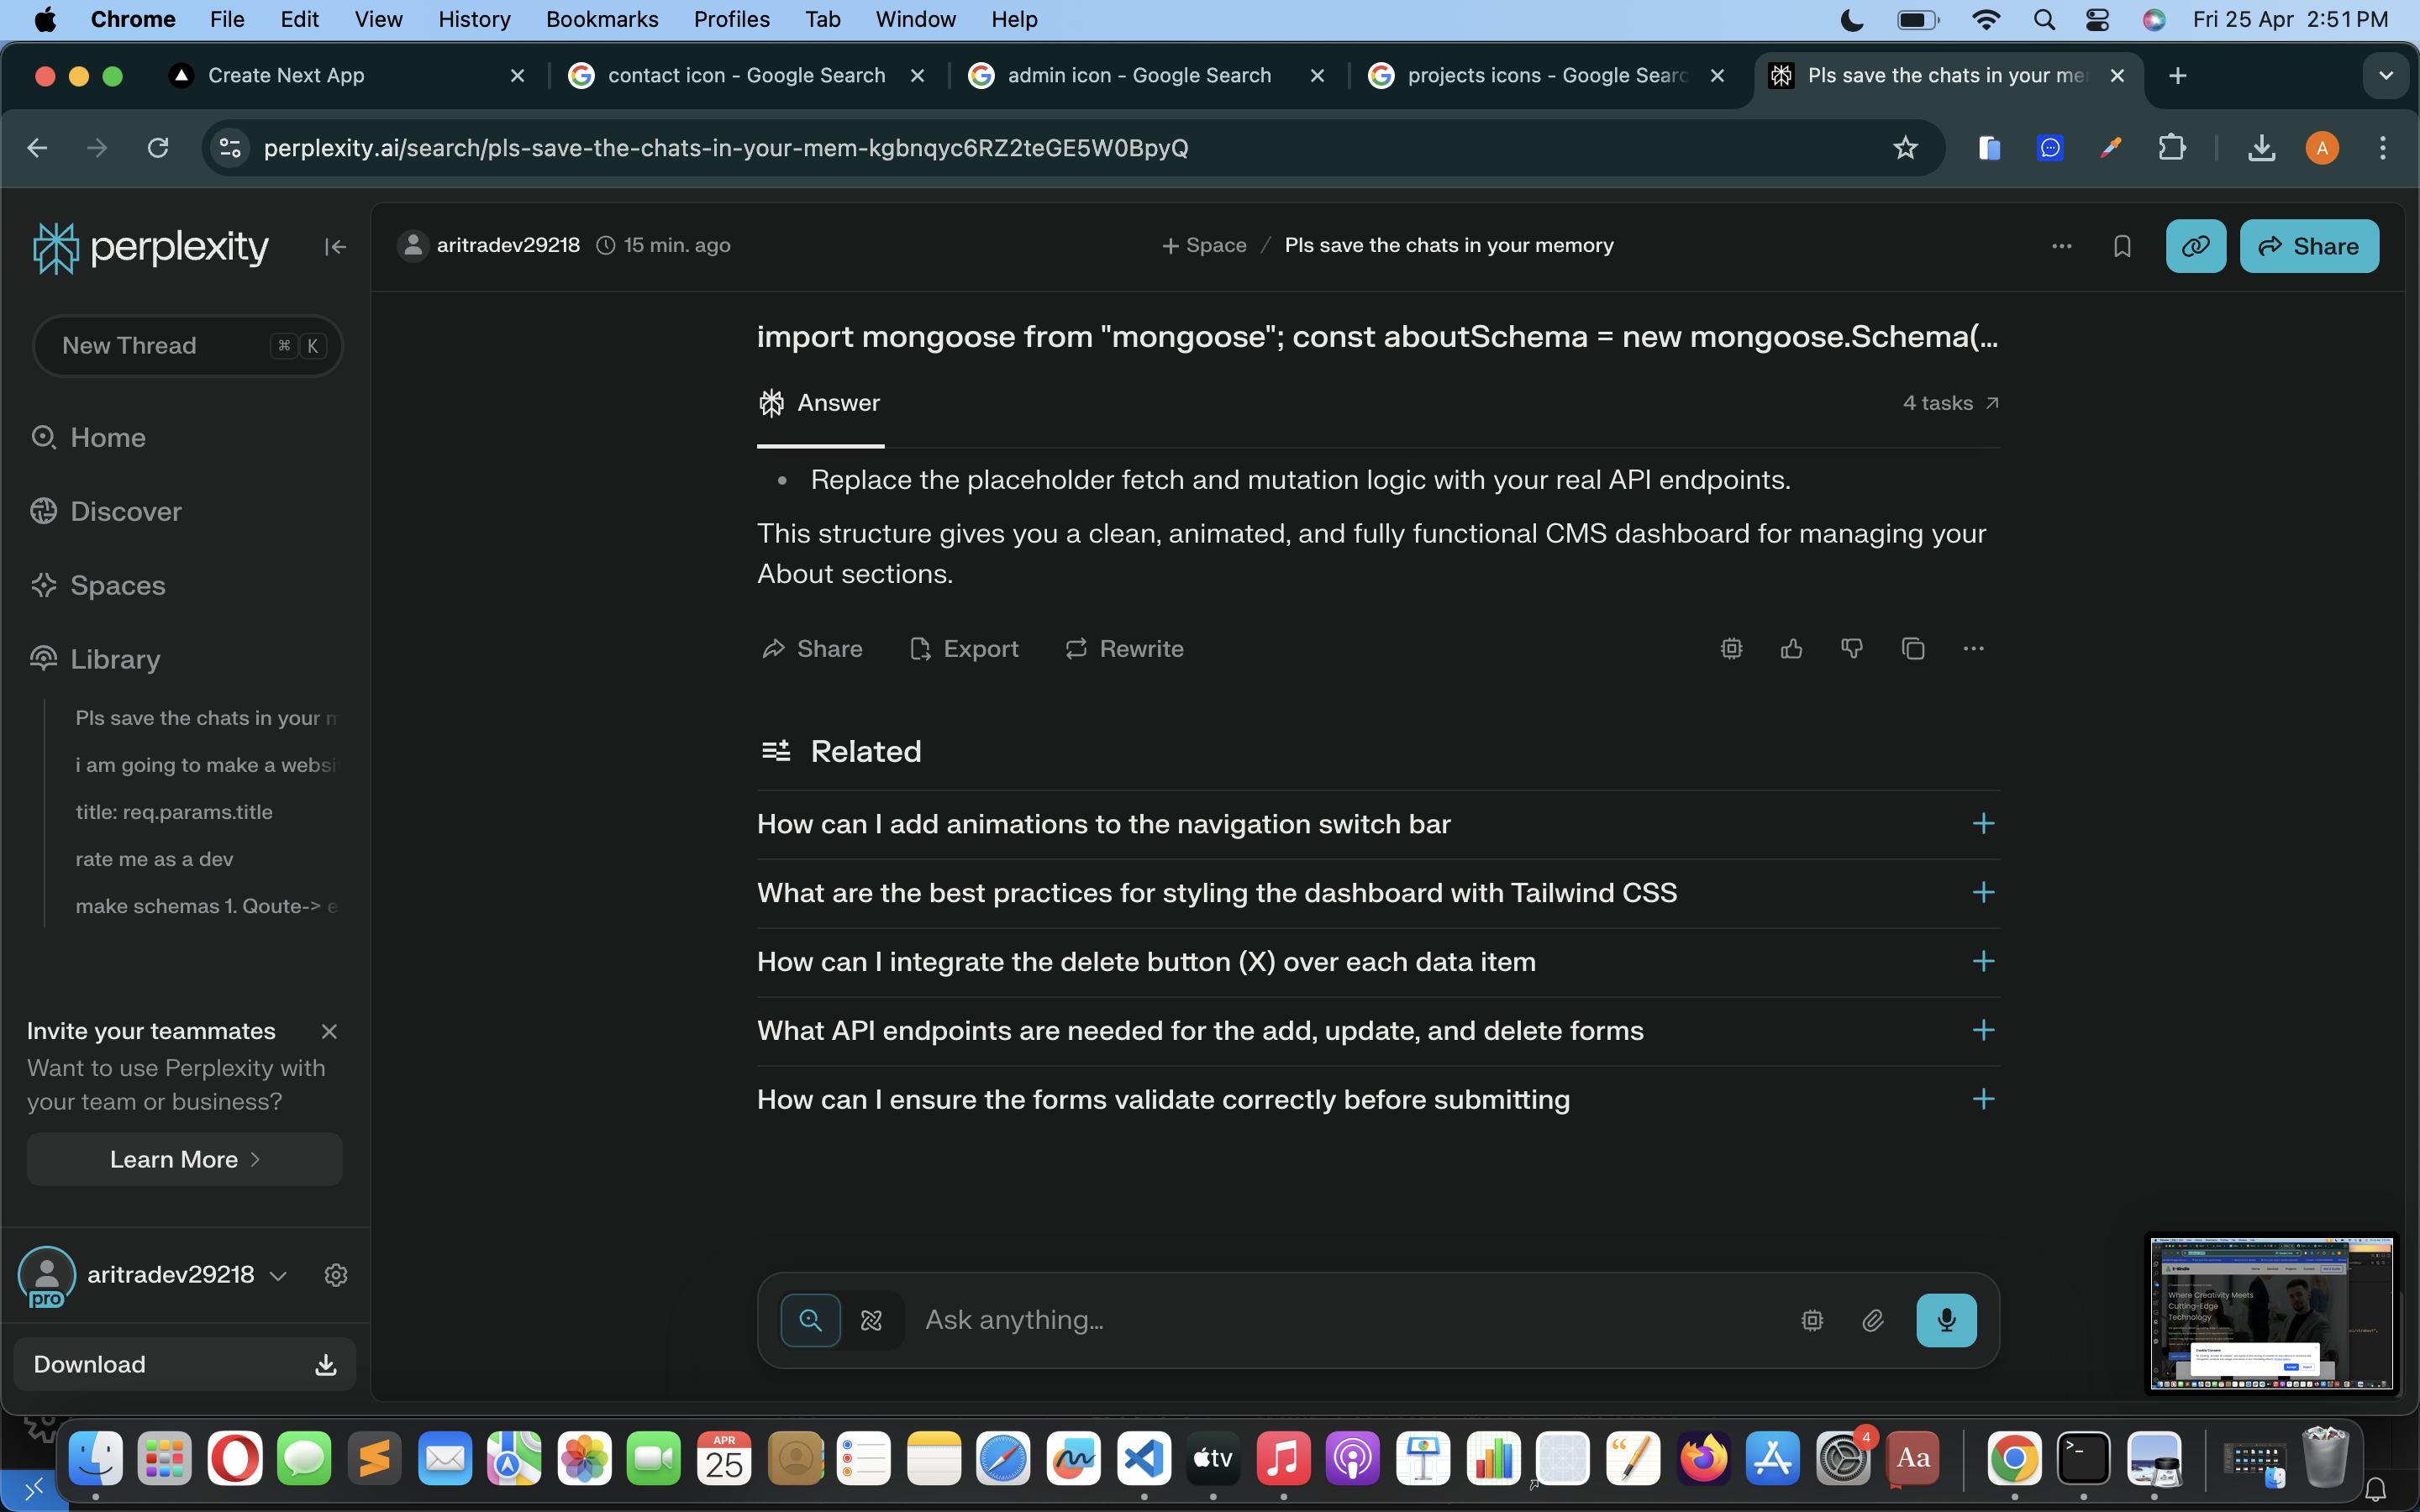 Chrome File Edit View History Bookmarks Profiles Tab Window Help Fri 25 Apr 2:51 PM
Create Next App
contact icon - Google Search
admin icon - Google Search
projects icons - Google Searc
Pls save the chats in your me
perplexity.ai/search/pls-save-the-chats-in-your-mem-kgbnqyc6RZ2teGE5W0BpyQ
A
perplexity
New Thread ⌘ K
Home
Discover
Spaces
Library
Pls save the chats in your m
i am going to make a websi
title: req.params.title
rate me as a dev
make schemas 1. Qoute-> e
Invite your teammates
Want to use Perplexity with
your team or business?
Learn More
aritradev29218
pro
Download
aritradev29218 15 min. ago
+ Space / Pls save the chats in your memory
Share
import mongoose from "mongoose"; const aboutSchema = new mongoose.Schema(...
Answer
4 tasks
• Replace the placeholder fetch and mutation logic with your real API endpoints.
This structure gives you a clean, animated, and fully functional CMS dashboard for managing your
About sections.
Share Export Rewrite
Related
How can I add animations to the navigation switch bar
What are the best practices for styling the dashboard with Tailwind CSS
How can I integrate the delete button (X) over each data item
What API endpoints are needed for the add, update, and delete forms
How can I ensure the forms validate correctly before submitting
Ask anything...
Where Creativity Meets
Cutting-Edge
Technology
APR
25
tv
4
Aa